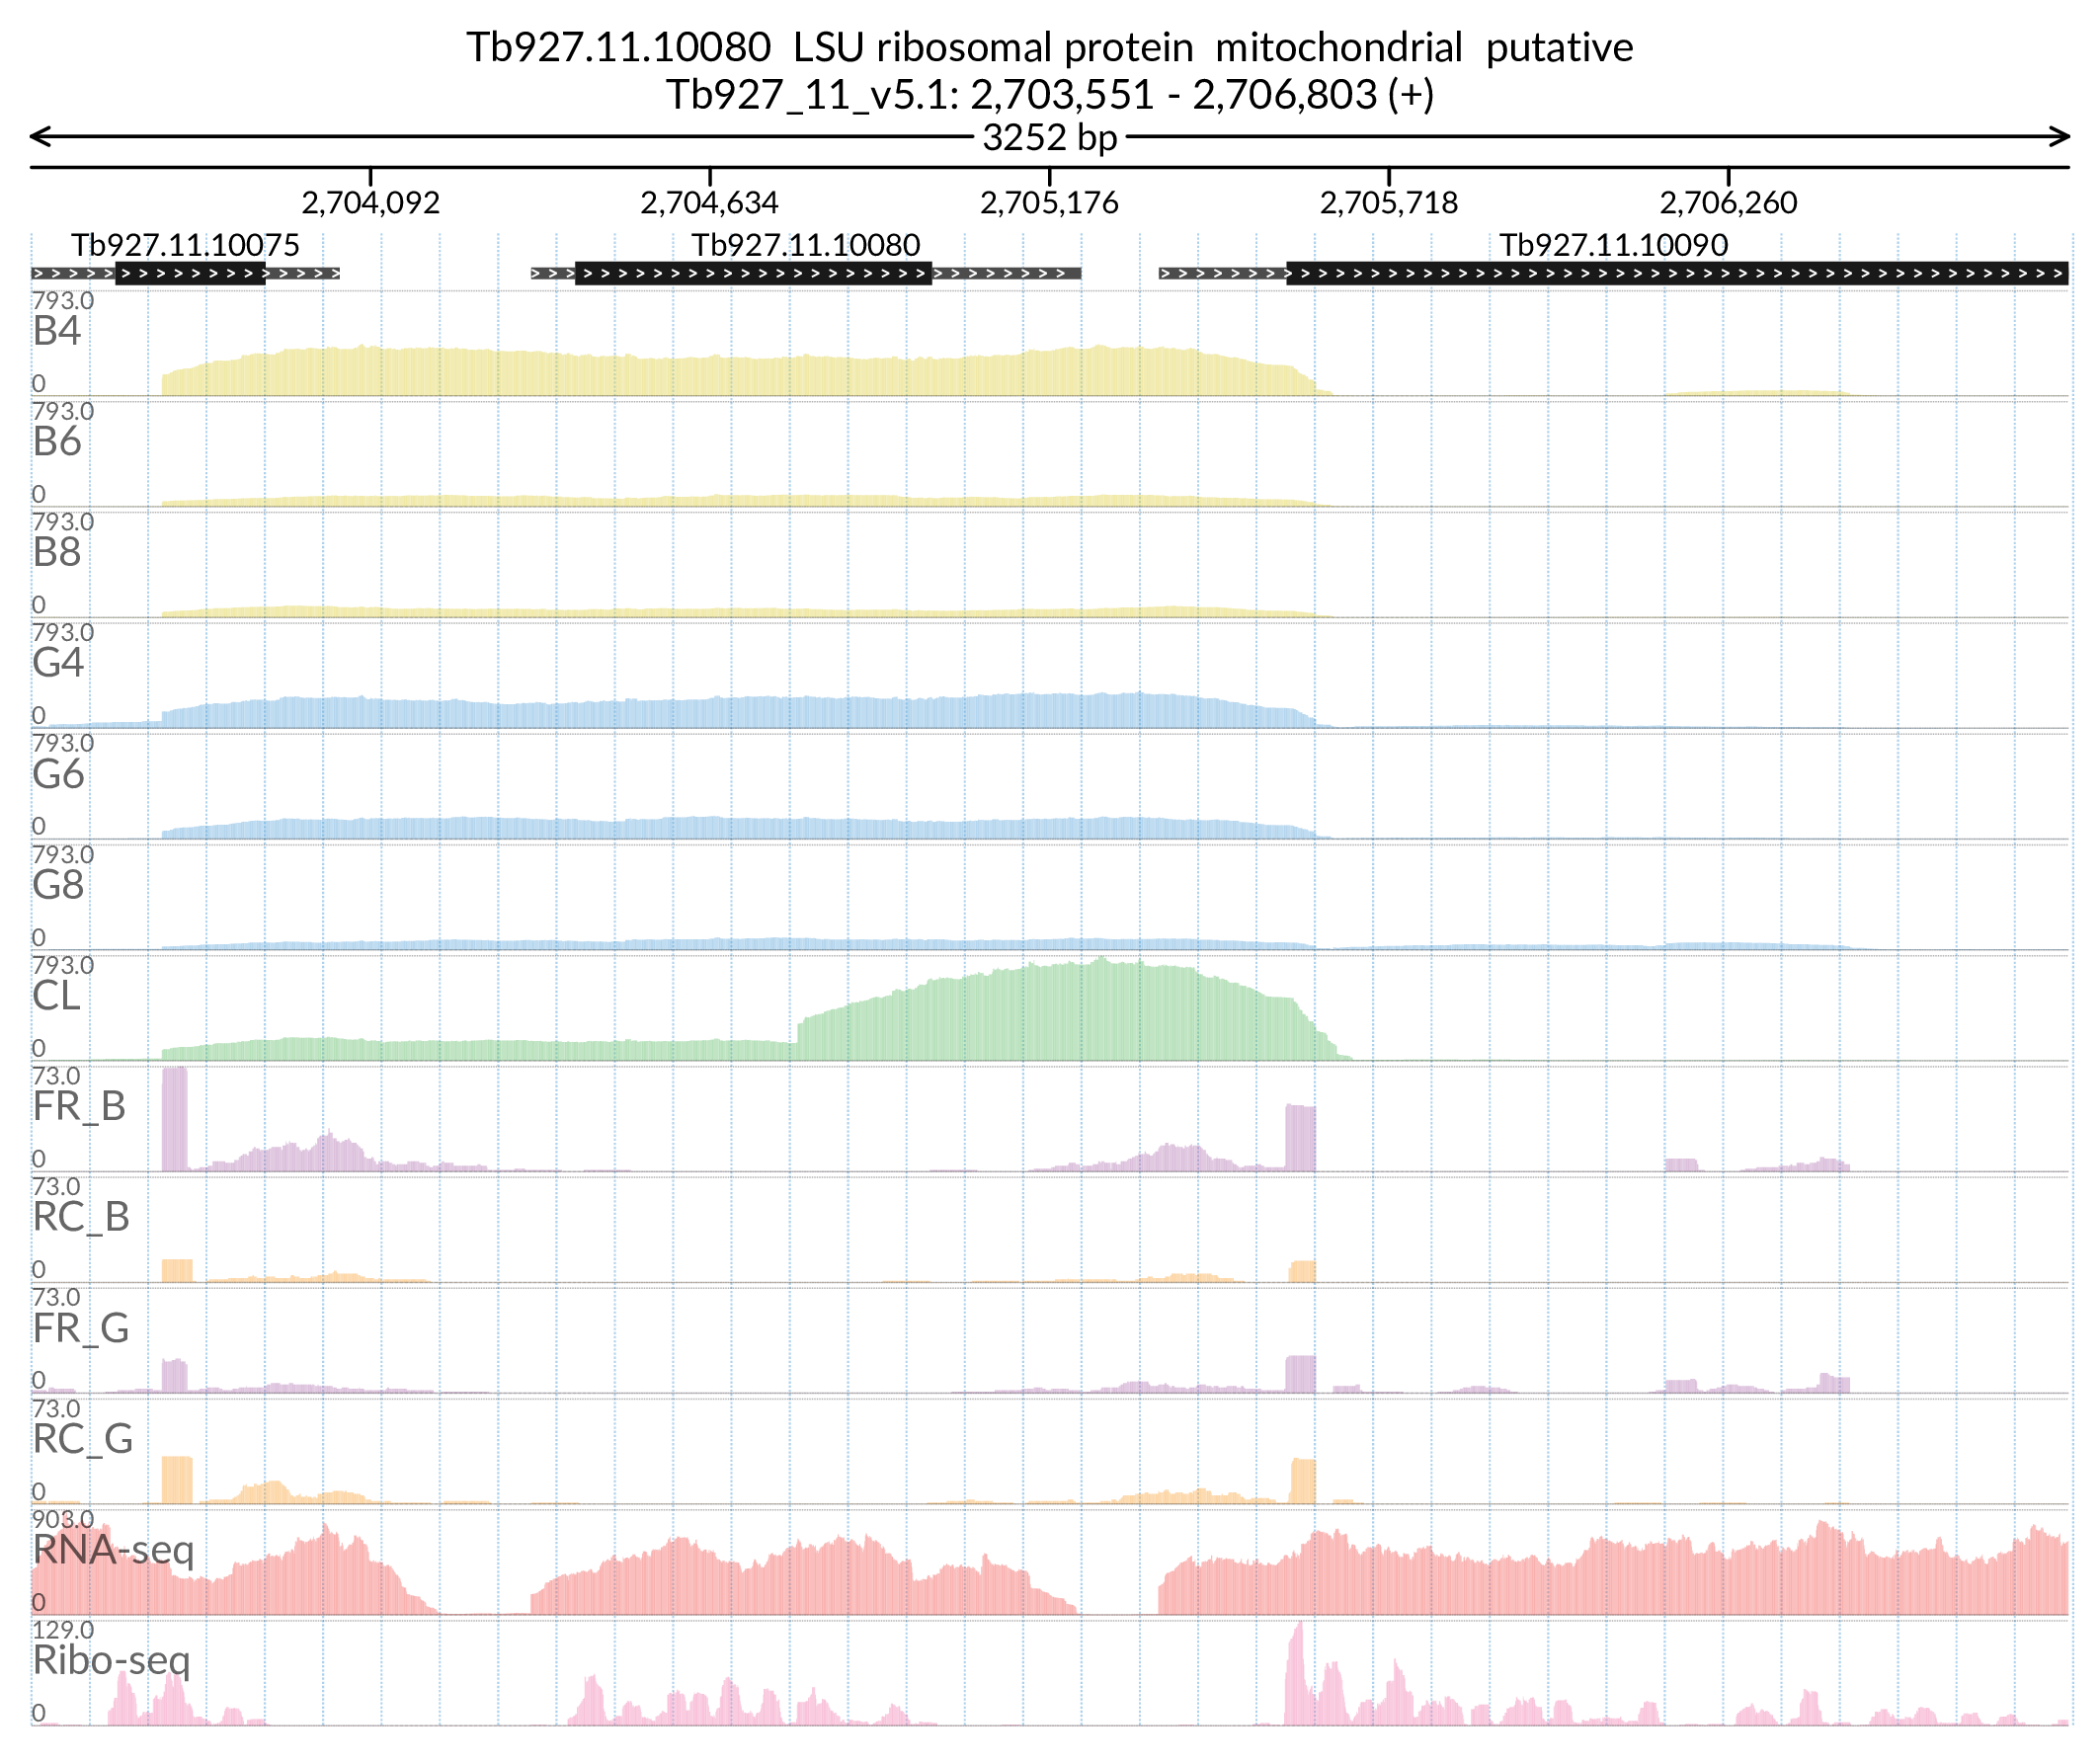 Tb927.11.10080 LSU ribosomal protein mitochondrial putative
Tb927_11_v5.1: 2,703,551 - 2,706,803 (+)
3252 bp
2,704,092 2,704,634 2,705,176 2,705,718 2,706,260
Tb927.11.10075 Tb927.11.10080 Tb927.11.10090
793.0
B4
0
793.0
B6
0
793.0
B8
0
793.0
G4
0
793.0
G6
0
793.0
G8
0
793.0
CL
0
73.0
FR_B
0
73.0
RC_B
0
73.0
FR_G
0
73.0
RC_G
0
903.0
RNA-seq
0
129.0
Ribo-seq
0